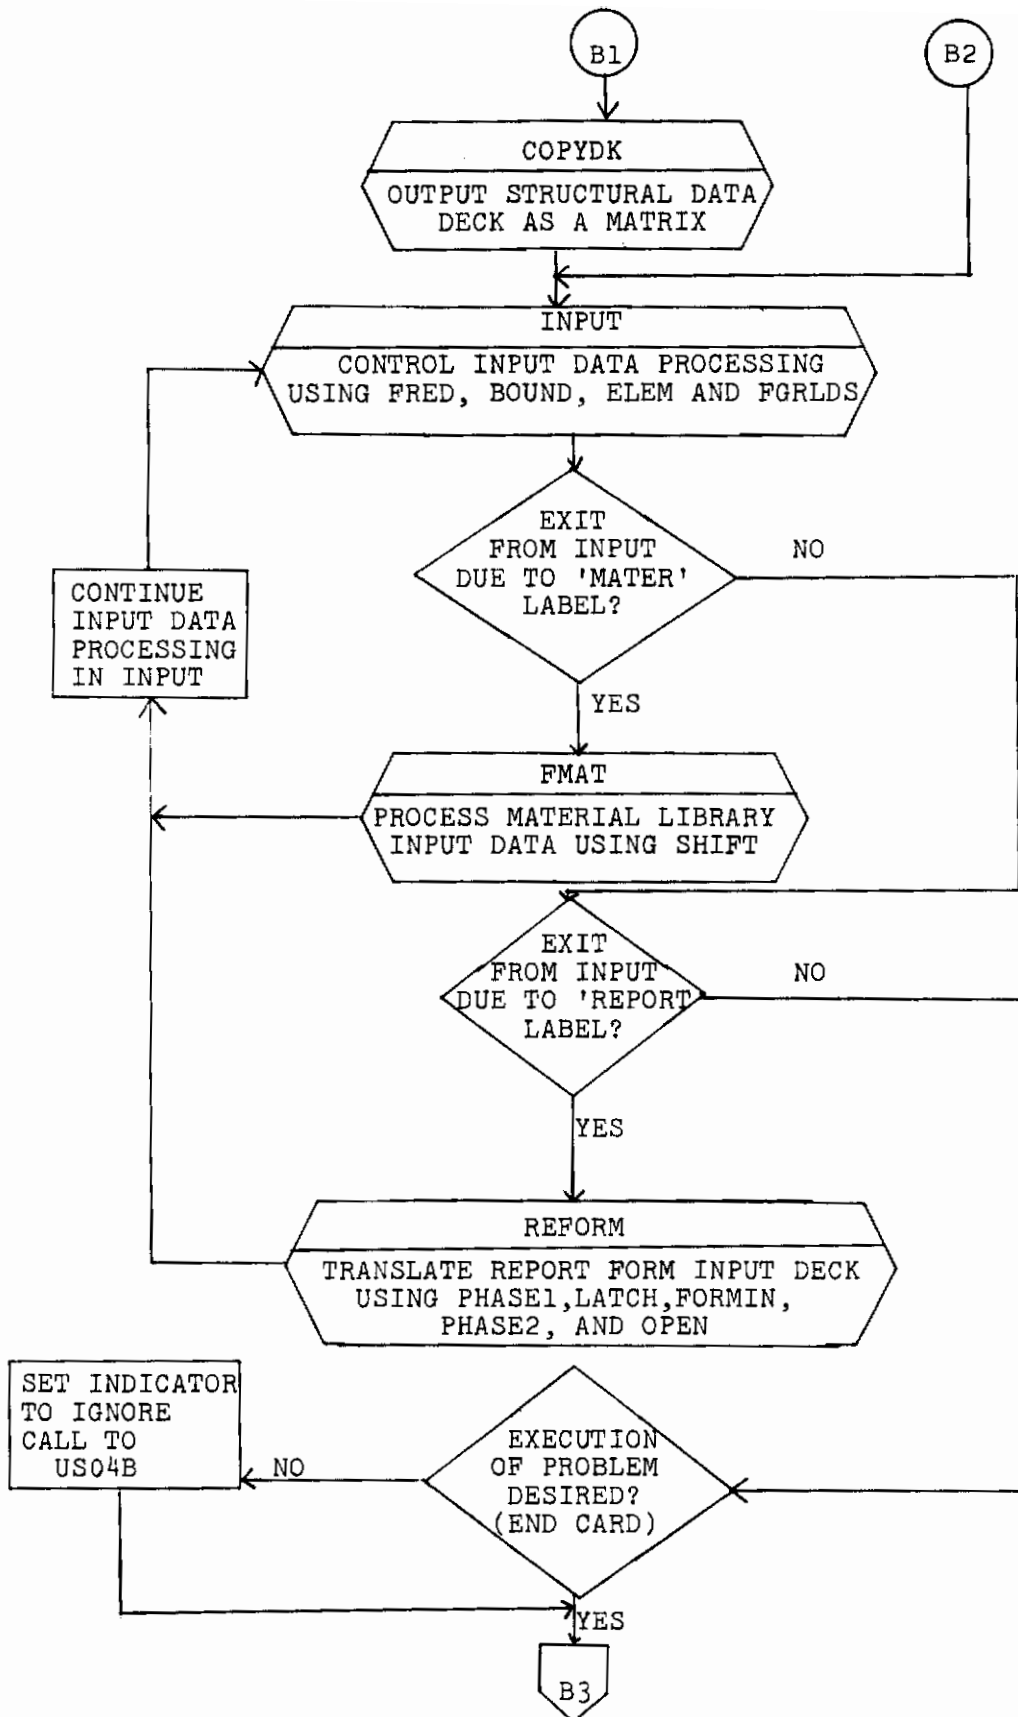 B1
B2
COPYDK
OUTPUT STRUCTURAL DATA
DECK AS A MATRIX
INPUT
CONTROL INPUT DATA PROCESSING
USING FRED, BOUND, ELEM AND FGRLDS
EXIT
FROM INPUT
DUE TO 'MATER'
LABEL?
NO
CONTINUE
INPUT DATA
PROCESSING
IN INPUT
YES
FMAT
PROCESS MATERIAL LIBRARY
INPUT DATA USING SHIFT
EXIT
FROM INPUT
DUE TO 'REPORT
LABEL?
NO
YES
REFORM
TRANSLATE REPORT FORM INPUT DECK
USING PHASE1,LATCH,FORMIN,
PHASE2, AND OPEN
SET INDICATOR
TO IGNORE
CALL TO
US04B
NO
EXECUTION
OF PROBLEM
DESIRED?
(END CARD)
YES
B3